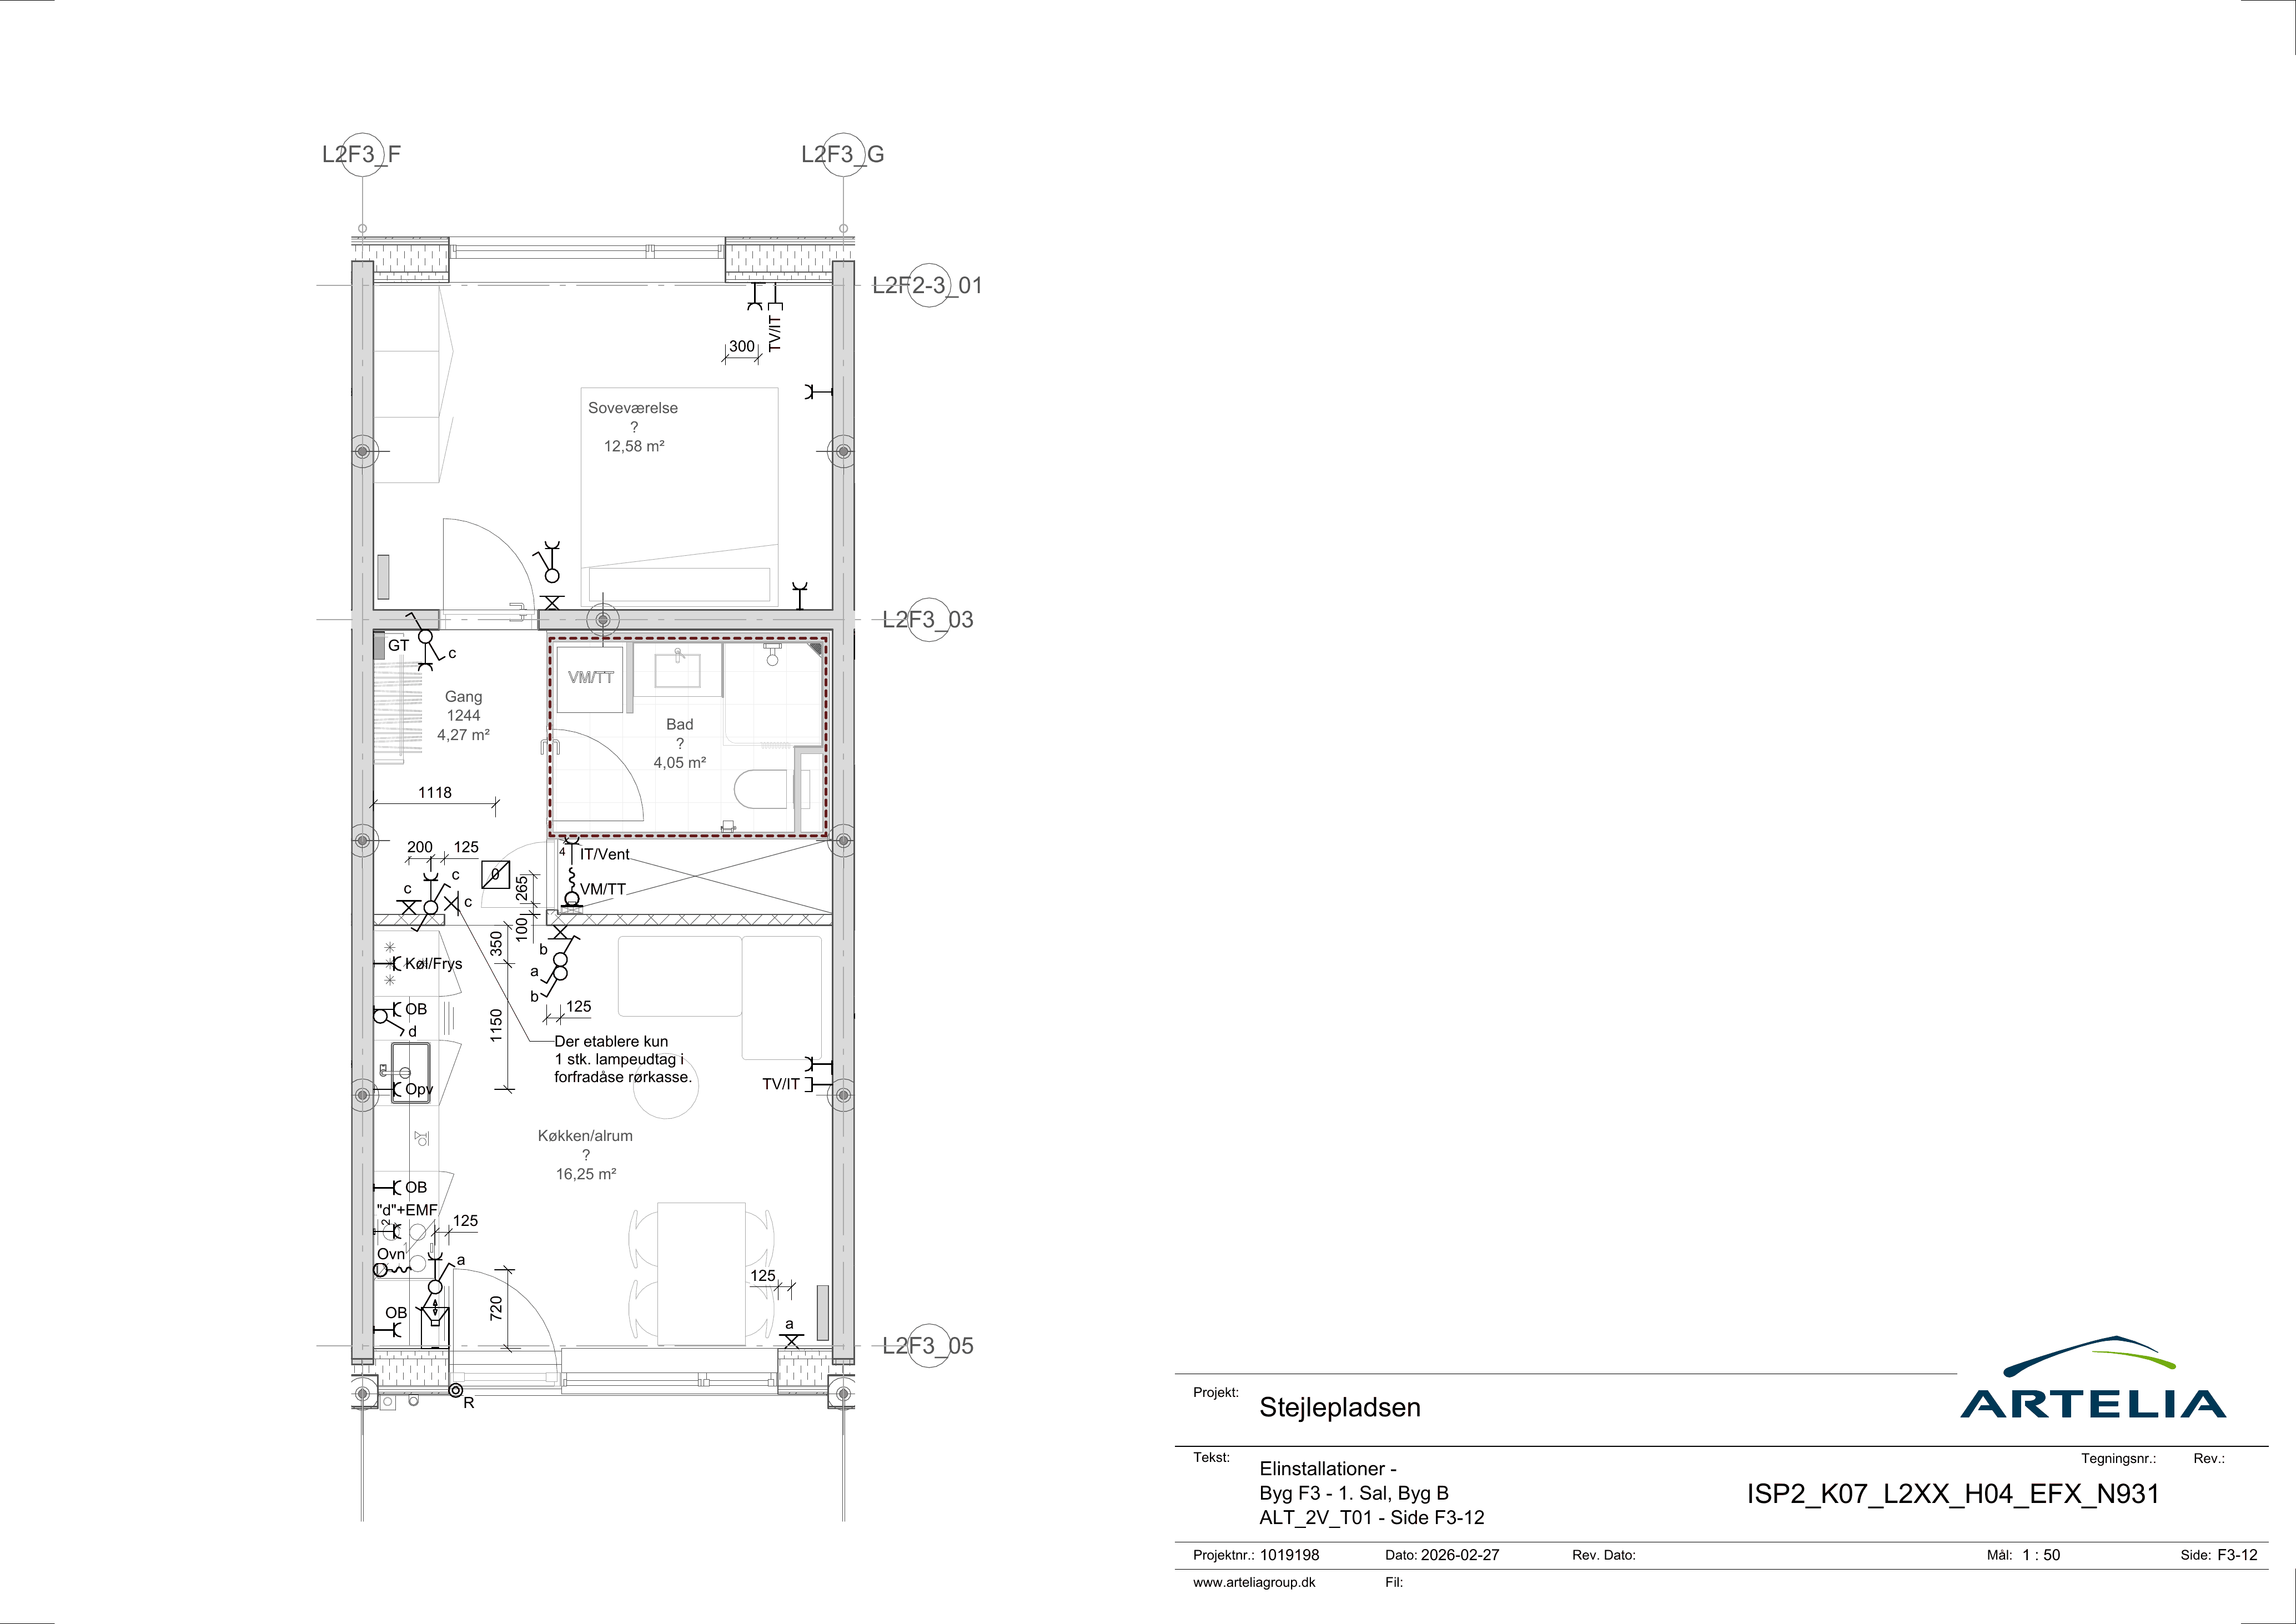 L2F3_F
L2F3_G
L2F2-3_01
TV/IT
300
Soveværelse
?
12,58 m²
L2F3_03
GT
c
VM/TT
Gang
1244
4,27 m²
Bad
?
4,05 m²
1118
200
125
4
IT/Vent
c
c
0
265
VM/TT
c
100
350
b
Køl/Frys
a
b
OB
125
d
1150
Der etablere kun
1 stk. lampeudtag i
forfradåse rørkasse.
Opv
TV/IT
Køkken/alrum
?
16,25 m²
OB
"d"+EMF
2
125
Ovn
a
125
720
OB
a
L2F3_05
R
Projekt:
Stejlepladsen
ARTELIA
Tekst:
Elinstallationer -
Byg F3 - 1. Sal, Byg B
ALT_2V_T01 - Side F3-12
Tegningsnr.:
Rev.:
ISP2_K07_L2XX_H04_EFX_N931
Projektnr.: 1019198
Dato: 2026-02-27
Rev. Dato:
Mål: 1 : 50
Side: F3-12
www.arteliagroup.dk
Fil: